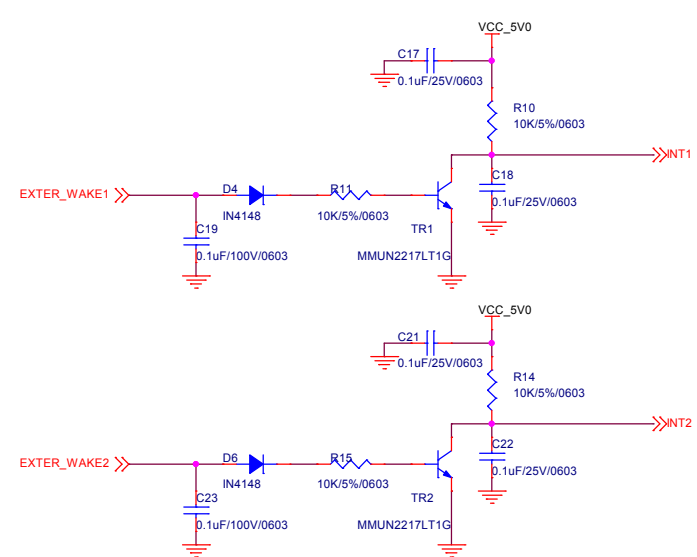 VCC_5V0
C17
0.1uF/25V/0603
R10
10K/5%/0603
INT1
C18
0.1uF/25V/0603
EXTER_WAKE1
D4
IN4148
R11
10K/5%/0603
TR1
MMUN2217LT1G
C19
0.1uF/100V/0603
VCC_5V0
C21
0.1uF/25V/0603
R14
10K/5%/0603
INT2
C22
0.1uF/25V/0603
EXTER_WAKE2
D6
IN4148
R15
10K/5%/0603
TR2
MMUN2217LT1G
C23
0.1uF/100V/0603